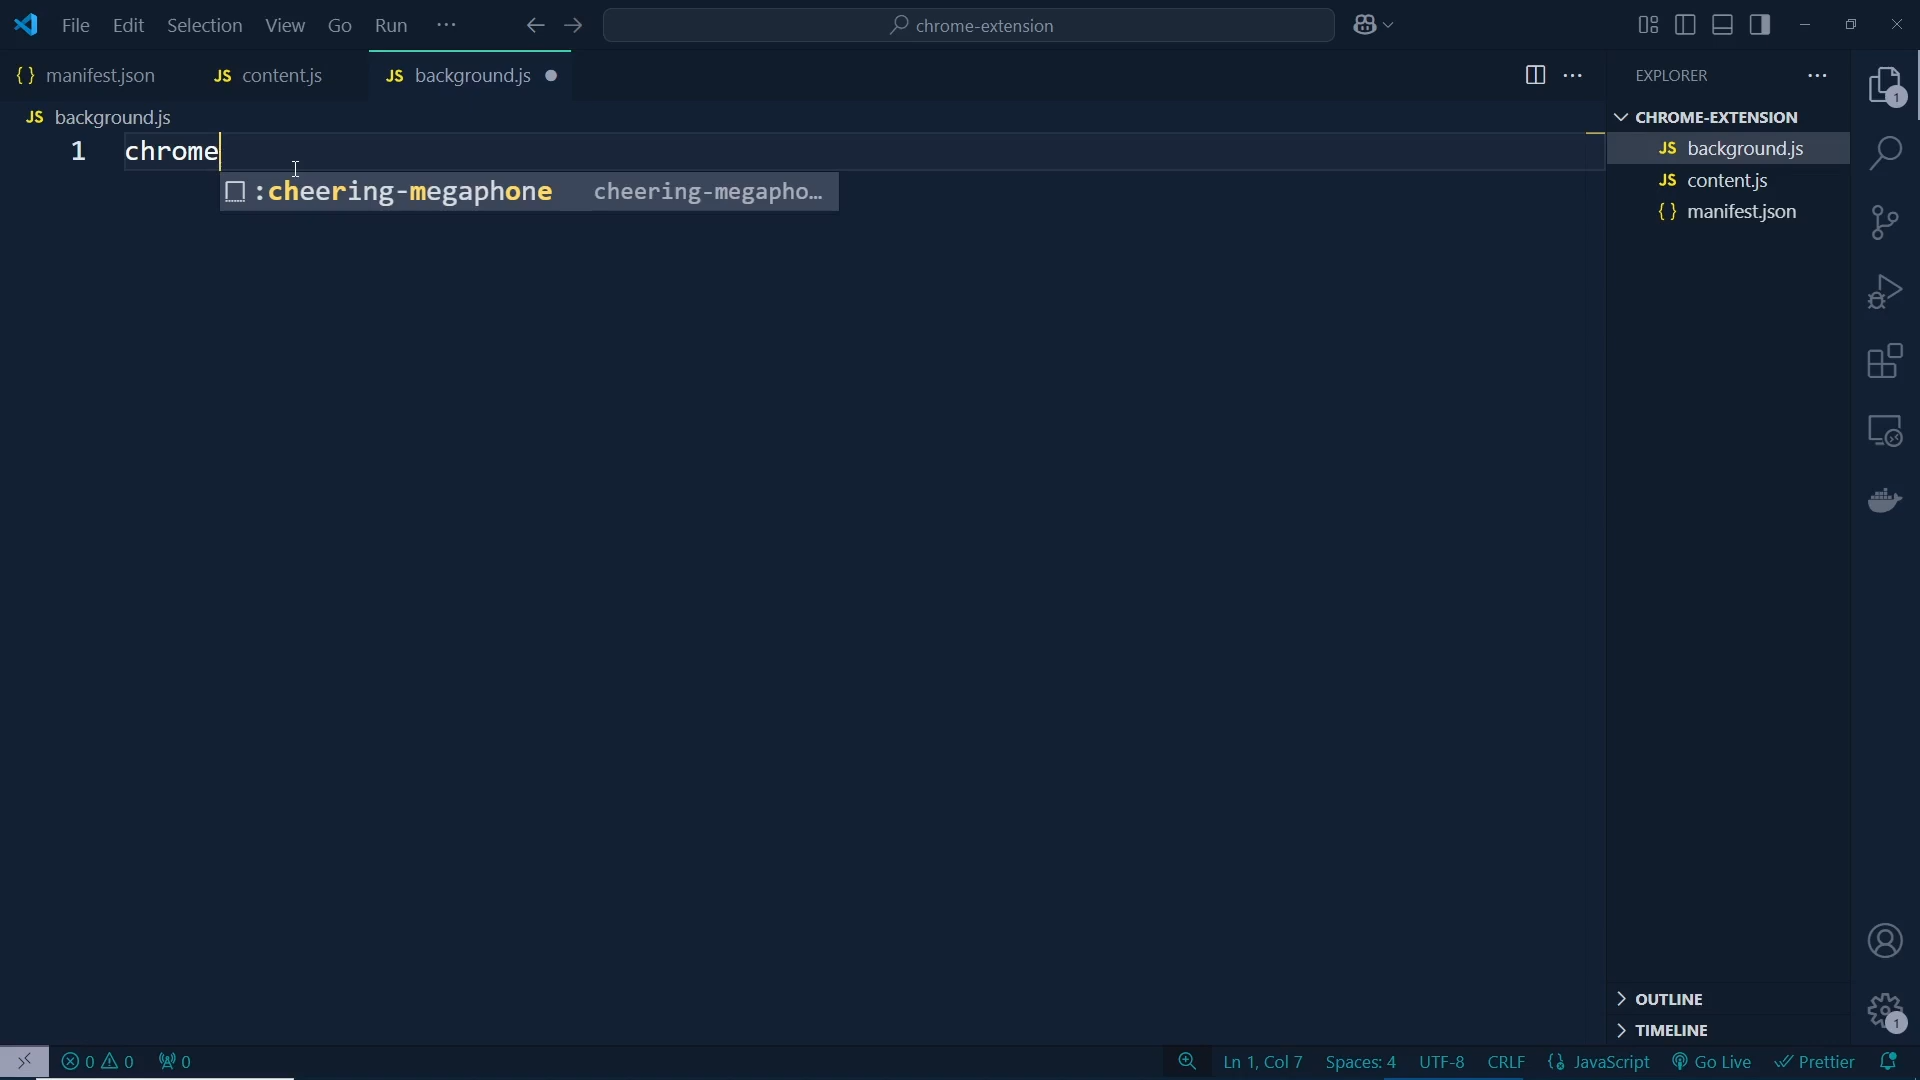 File Edit Selection View Go Run ··· chrome-extension
{ } manifest.json JS content.js JS background.js
EXPLORER
JS background.js
1 chrome
:cheering-megaphone cheering-megapho…
CHROME-EXTENSION
JS background.js
JS content.js
{ } manifest.json
1
OUTLINE
TIMELINE
1
0 0 0
Ln 1, Col 7 Spaces: 4 UTF-8 CRLF JavaScript Go Live Prettier